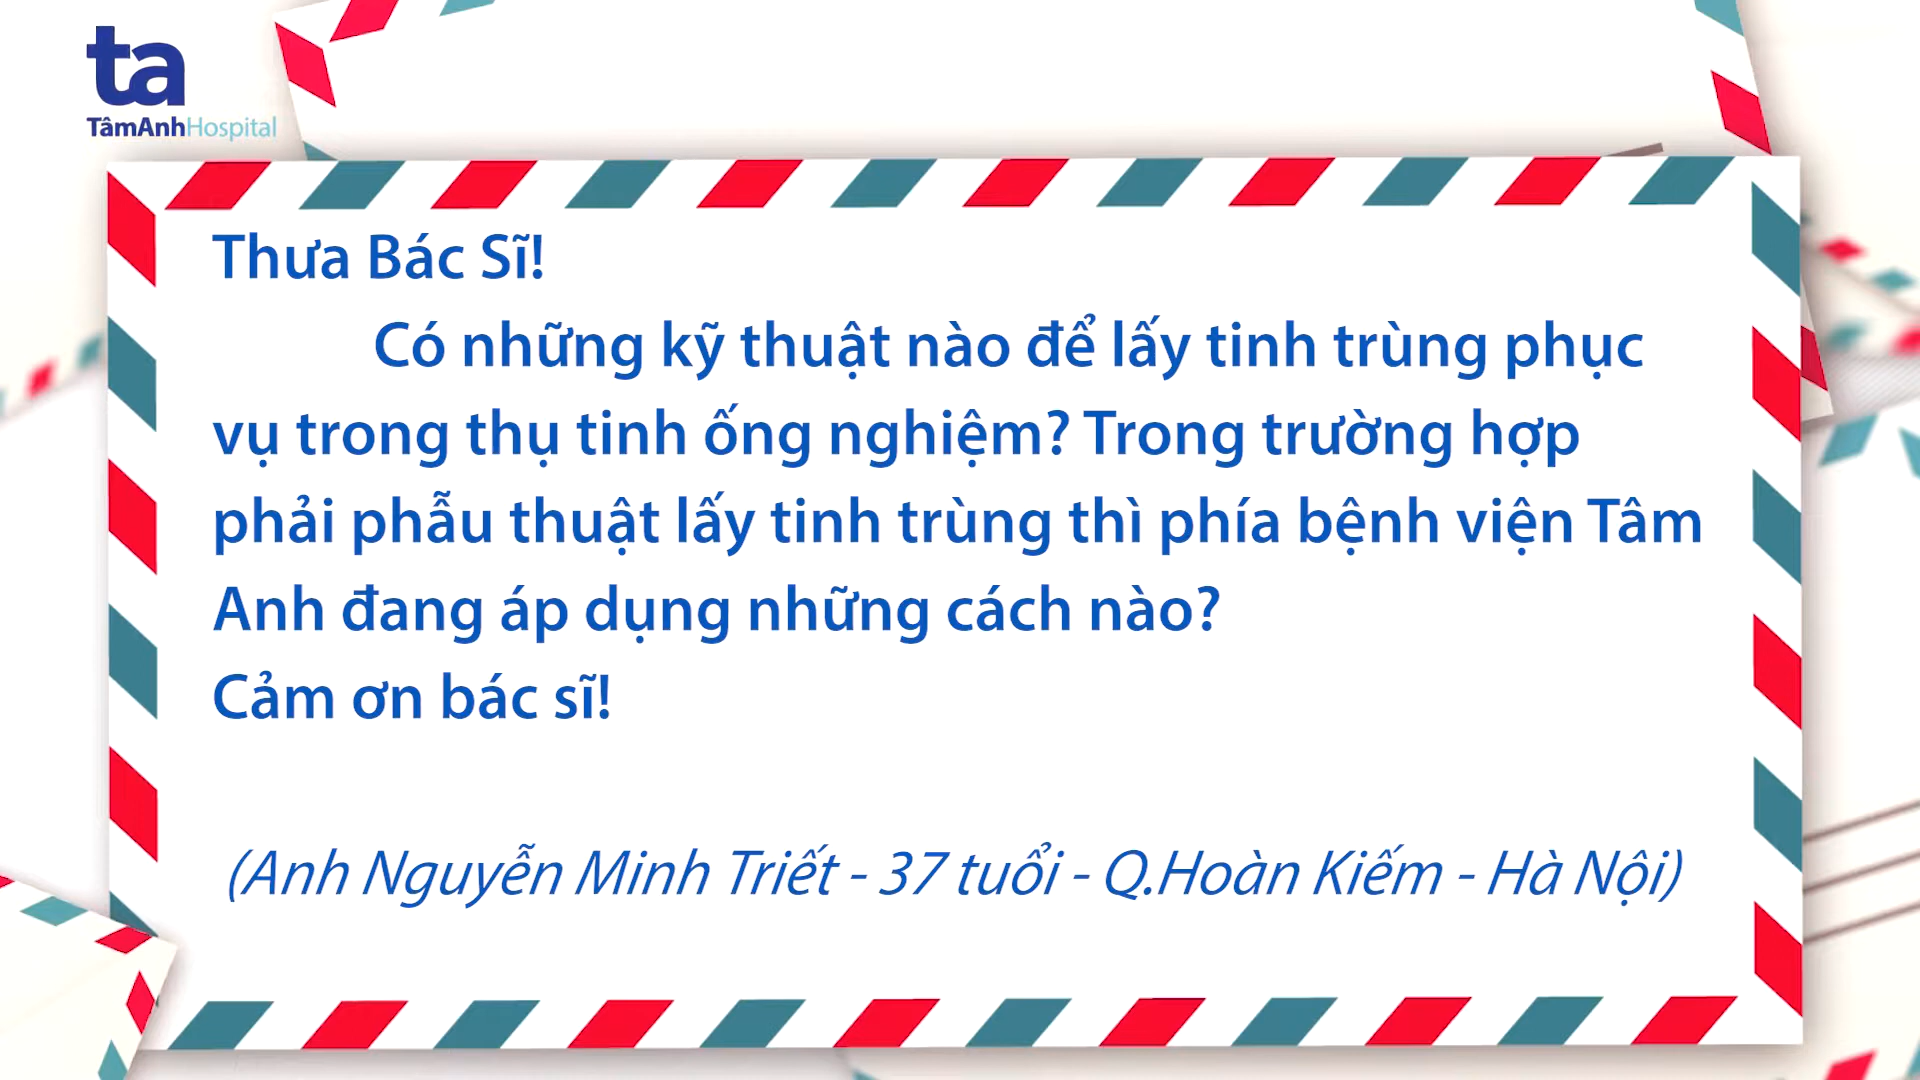 ta
TâmAnhHospital
Thưa Bác Sĩ!
Có những kỹ thuật nào để lấy tinh trùng phục
vụ trong thụ tinh ống nghiệm? Trong trường hợp
phải phẫu thuật lấy tinh trùng thì phía bệnh viện Tâm
Anh đang áp dụng những cách nào?
Cảm ơn bác sĩ!
(Anh Nguyễn Minh Triết - 37 tuổi - Q.Hoàn Kiếm - Hà Nội)